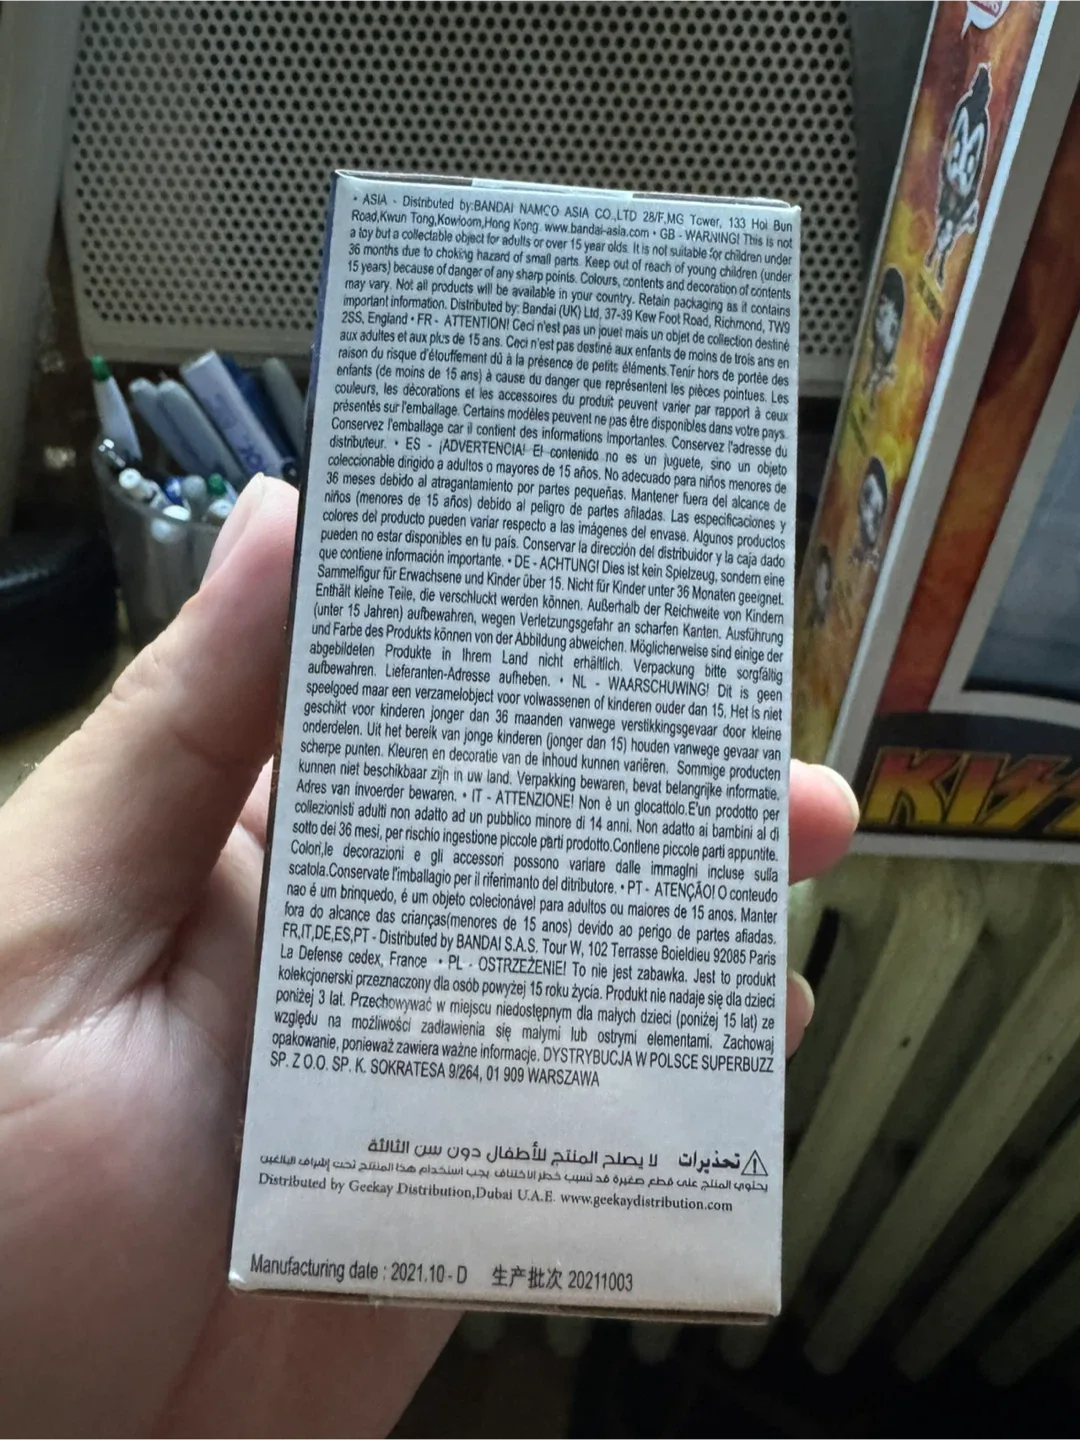 • ASIA - Distributed by:BANDAI NAMCO ASIA CO.,LTD 28/F,MG Tower, 133 Hoi Bun
Road,Kwun Tong,Kowloom,Hong Kong. www.bandai-asia.com • GB - WARNING! This is not
a toy but a collectable object for adults or over 15 year olds. It is not suitable for children under
36 months due to choking hazard of small parts. Keep out of reach of young children (under
15 years) because of danger of any sharp points. Colours, contents and decoration of contents
may vary. Not all products will be available in your country. Retain packaging as it contains
important information. Distributed by: Bandai (UK) Ltd, 37-39 Kew Foot Road, Richmond, TW9
2SS, England • FR - ATTENTION! Ceci n'est pas un jouet mais un objet de collection destiné
aux adultes et aux plus de 15 ans. Ceci n'est pas destiné aux enfants de moins de trois ans en
raison du risque d'étouffement dû à la présence de petits éléments.Tenir hors de portée des
enfants (de moins de 15 ans) à cause du danger que représentent les pièces pointues. Les
couleurs, les décorations et les accessoires du produit peuvent varier par rapport à ceux
présentés sur l'emballage. Certains modèles peuvent ne pas être disponibles dans votre pays.
Conservez l'emballage car il contient des informations Importantes. Conservez l'adresse du
distributeur. • ES - ¡ADVERTENCIA! El contenido no es un juguete, sino un objeto
coleccionable dirigido a adultos o mayores de 15 años. No adecuado para niños menores de
36 meses debido al atragantamiento por partes pequeñas. Mantener fuera del alcance de
niños (menores de 15 años) debido al peligro de partes afiladas. Las especificaciones y
colores del producto pueden variar respecto a las imágenes del envase. Algunos productos
pueden no estar disponibles en tu país. Conservar la dirección del distribuidor y la caja dado
que contiene información importante. • DE - ACHTUNG! Dies ist kein Spielzeug, sondern eine
Sammelfigur für Erwachsene und Kinder über 15. Nicht für Kinder unter 36 Monaten geeignet.
Enthält kleine Teile, die verschluckt werden können. Außerhalb der Reichweite von Kindern
(unter 15 Jahren) aufbewahren, wegen Verletzungsgefahr an scharfen Kanten. Ausführung
und Farbe des Produkts können von der Abbildung abweichen. Möglicherweise sind einige der
abgebildeten Produkte in Ihrem Land nicht erhältlich. Verpackung bitte sorgfältig
aufbewahren. Lieferanten-Adresse aufheben. • NL - WAARSCHUWING! Dit is geen
speelgoed maar een verzamelobject voor volwassenen of kinderen ouder dan 15. Het is niet
geschikt voor kinderen jonger dan 36 maanden vanwege verstikkingsgevaar door kleine
onderdelen. Uit het bereik van jonge kinderen (jonger dan 15) houden vanwege gevaar van
scherpe punten. Kleuren en decoratie van de inhoud kunnen variëren. Sommige producten
kunnen niet beschikbaar zijn in uw land. Verpakking bewaren, bevat belangrijke informatie.
Adres van invoerder bewaren. • IT - ATTENZIONE! Non è un glocattolo.E'un prodotto per
collezionisti adulti non adatto ad un pubblico minore di 14 anni. Non adatto ai bambini al di
sotto dei 36 mesi, per rischio ingestione piccole parti prodotto.Contiene piccole parti appuntite.
Colori,le decorazioni e gli accessori possono variare dalle immagini incluse sulla
scatola.Conservate l'imballagio per il riferimanto del ditributore. • PT - ATENÇÃO! O conteudo
nao é um brinquedo, é um objeto colecionável para adultos ou maiores de 15 anos. Manter
fora do alcance das crianças(menores de 15 anos) devido ao perigo de partes afiadas.
FR,IT,DE,ES,PT - Distributed by BANDAI S.A.S. Tour W, 102 Terrasse Boieldieu 92085 Paris
La Defense cedex, France • PL - OSTRZEŻENIE! To nie jest zabawka. Jest to produkt
kolekcjonerski przeznaczony dla osób powyżej 15 roku życia. Produkt nie nadaje się dla dzieci
poniżej 3 lat. Przechowywać w miejscu niedostępnym dla małych dzieci (poniżej 15 lat) ze
względu na możliwości zadławienia się małymi lub ostrymi elementami. Zachowaj
opakowanie, ponieważ zawiera ważne informacje. DYSTRYBUCJA W POLSCE SUPERBUZZ
SP. Z O.O. SP. K. SOKRATESA 9/264, 01 909 WARSZAWA
تحذيرات لا يصلح المنتج للأطفال دون سن الثالثة
يحتوي المنتج على قطع صغيرة قد تسبب خطر الاختناق يجب استخدام هذا المنتج تحت إشراف البالغين
Distributed by Geekay Distribution,Dubai U.A.E. www.geekaydistribution.com
Manufacturing date : 2021.10 - D 生产批次 20211003
KISS